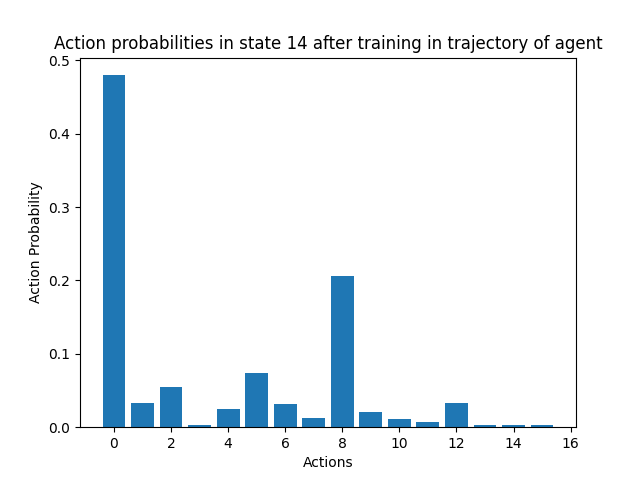 Action probabilities in state 14 after training in trajectory of agent
0.5
0.4
0.3
0.2
0.1
0.0
Action Probability
0 2 4 6 8 10 12 14 16
Actions